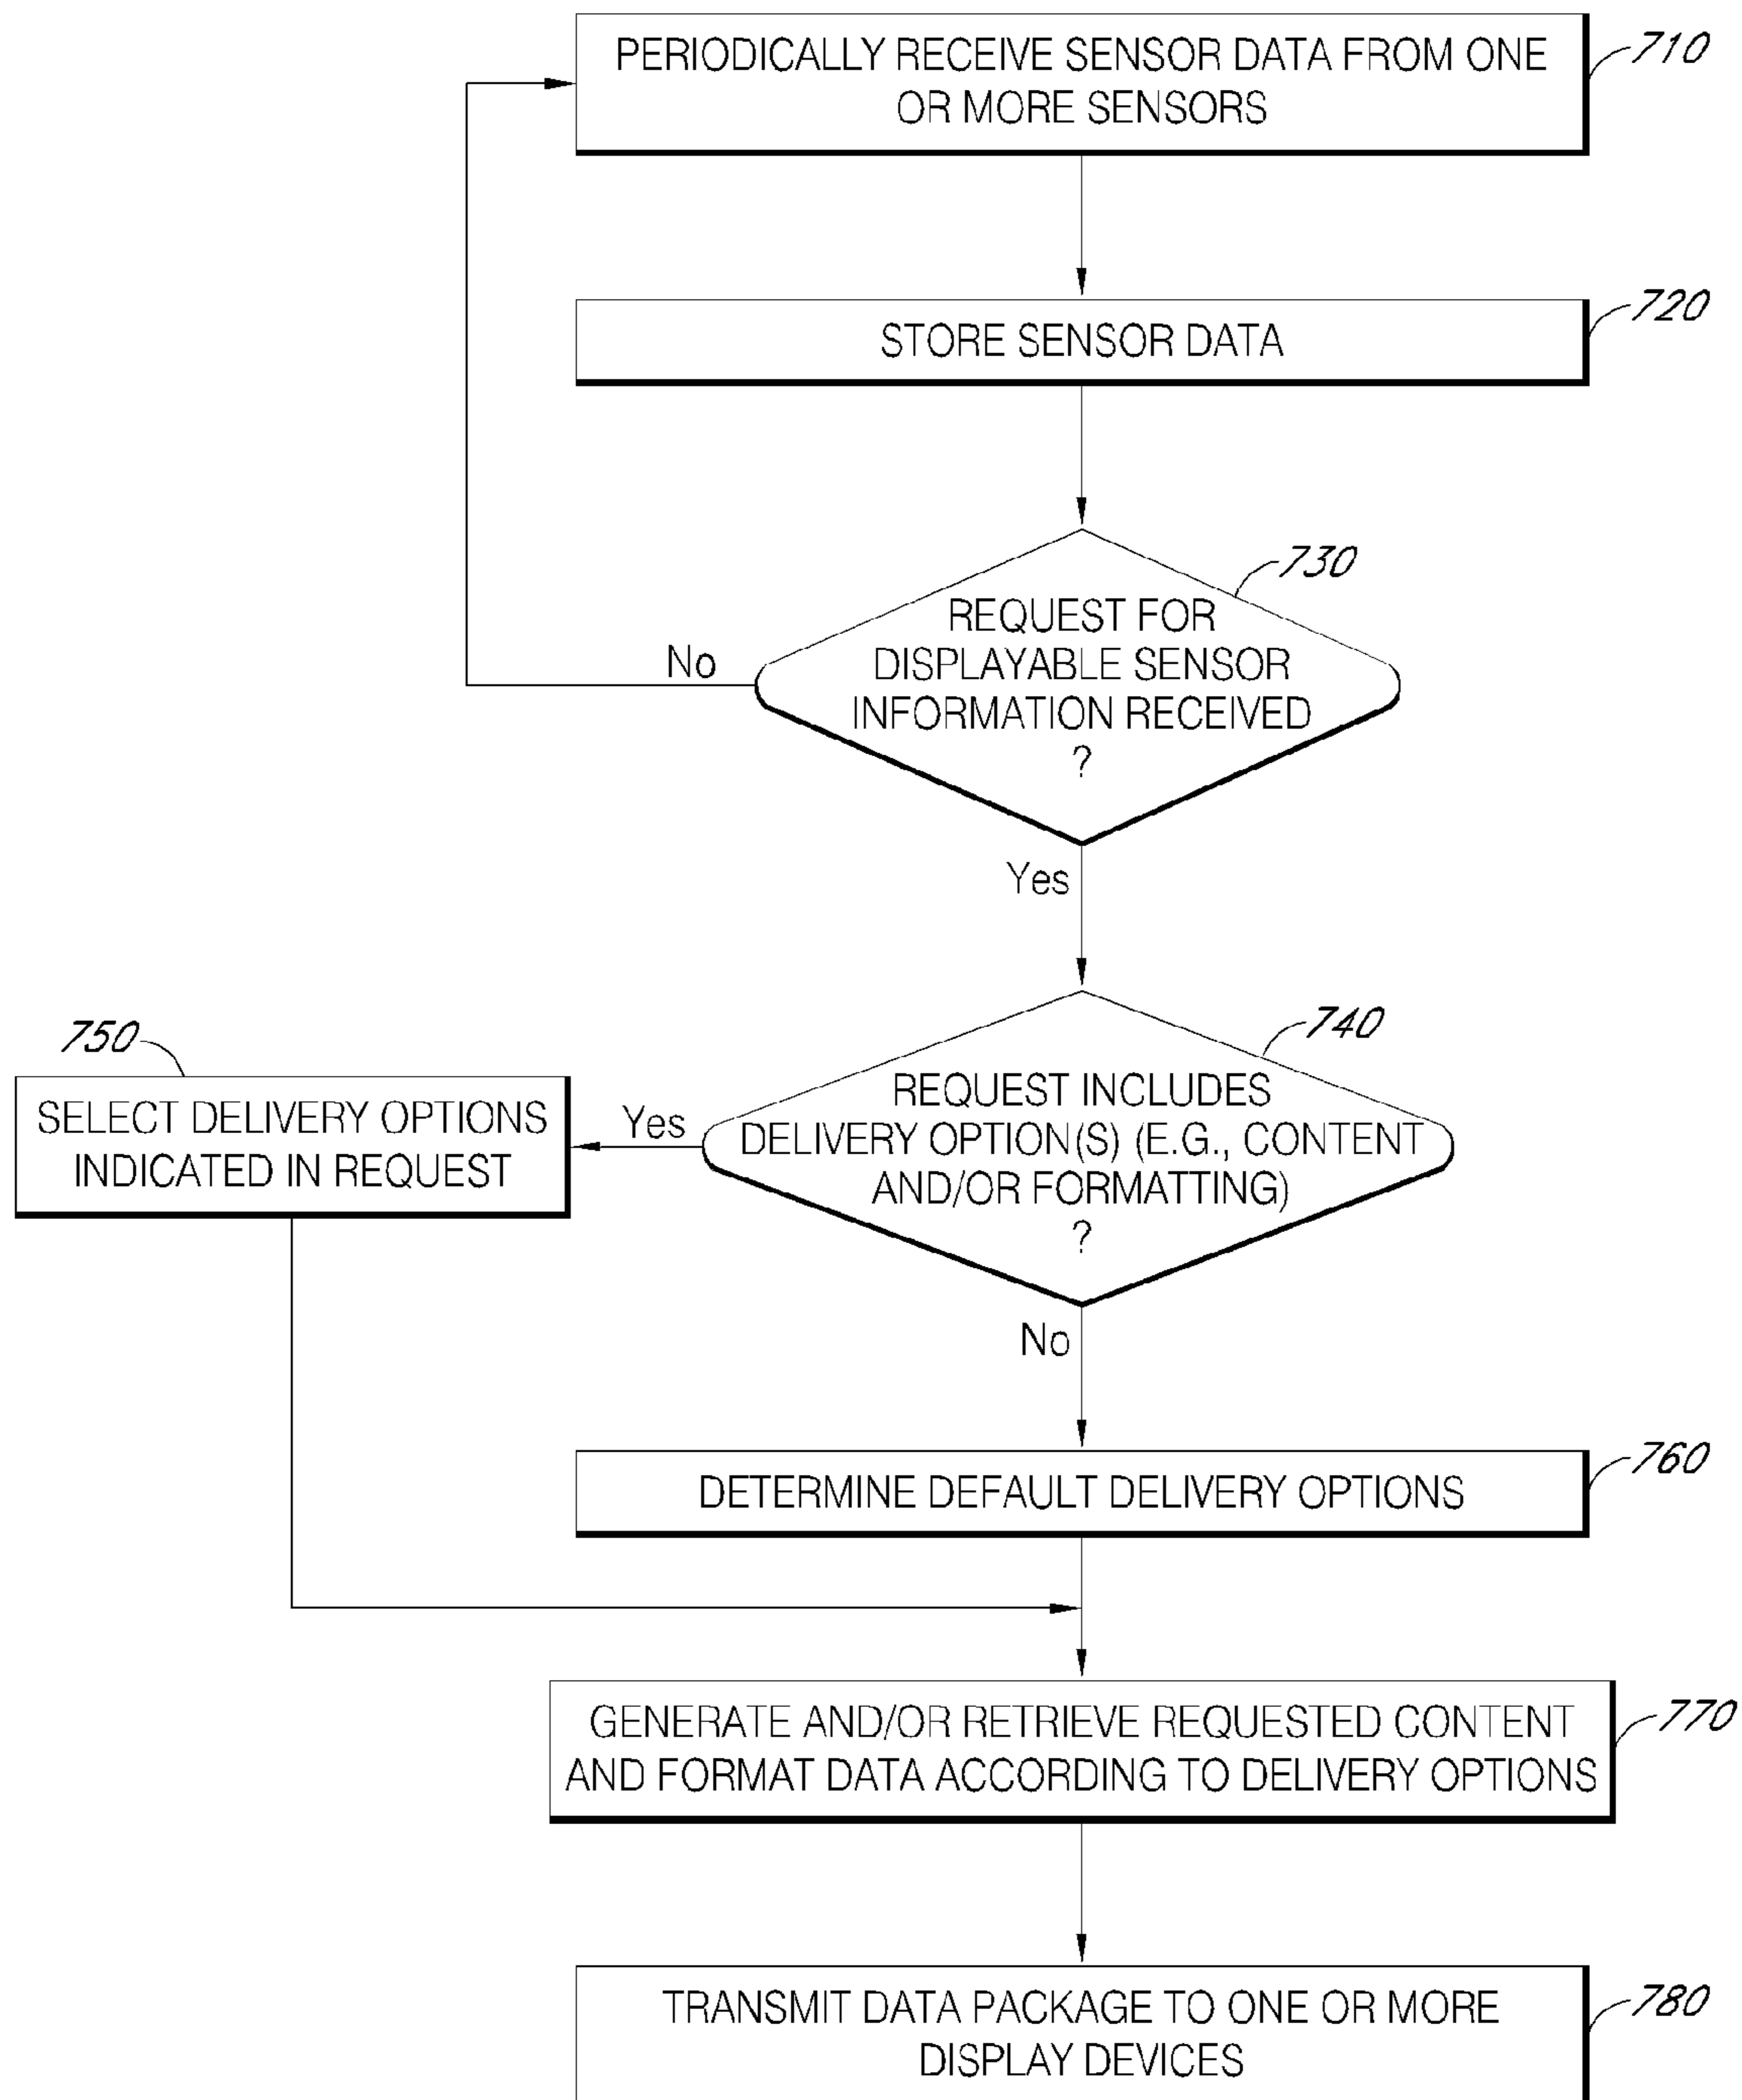 PERIODICALLY RECEIVE SENSOR DATA FROM ONE
OR MORE SENSORS
710
STORE SENSOR DATA
720
730
REQUEST FOR
DISPLAYABLE SENSOR
INFORMATION RECEIVED
?
No
Yes
740
REQUEST INCLUDES
DELIVERY OPTION(S) (E.G., CONTENT
AND/OR FORMATTING)
?
Yes
750
SELECT DELIVERY OPTIONS
INDICATED IN REQUEST
No
DETERMINE DEFAULT DELIVERY OPTIONS
760
GENERATE AND/OR RETRIEVE REQUESTED CONTENT
AND FORMAT DATA ACCORDING TO DELIVERY OPTIONS
770
TRANSMIT DATA PACKAGE TO ONE OR MORE
DISPLAY DEVICES
780